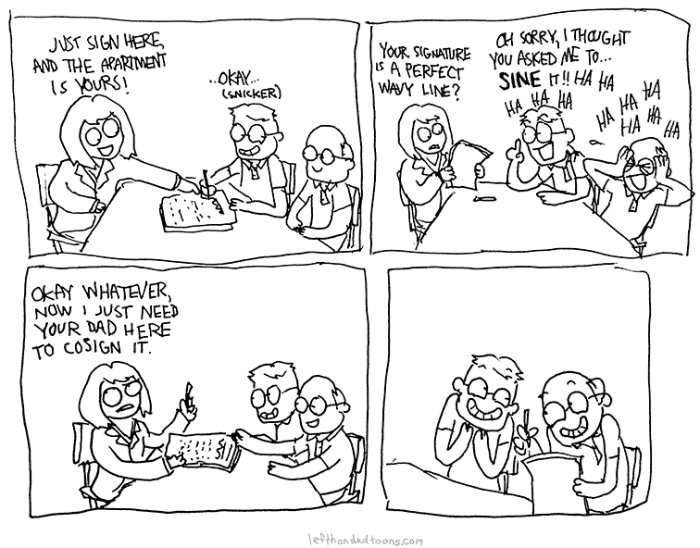 JUST SIGN HERE,
AND THE APARTMENT
IS YOURS!
..OKAY...
(SNICKER)
YOUR SIGNATURE
IS A PERFECT
WAVY LINE?
OH SORRY, I THOUGHT
YOU ASKED ME TO...
SINE IT!! HA HA
HA HA HA
HA HA HA
HA HA HA
OKAY WHATEVER,
NOW I JUST NEED
YOUR DAD HERE
TO COSIGN IT.
lefthandedtoons.com